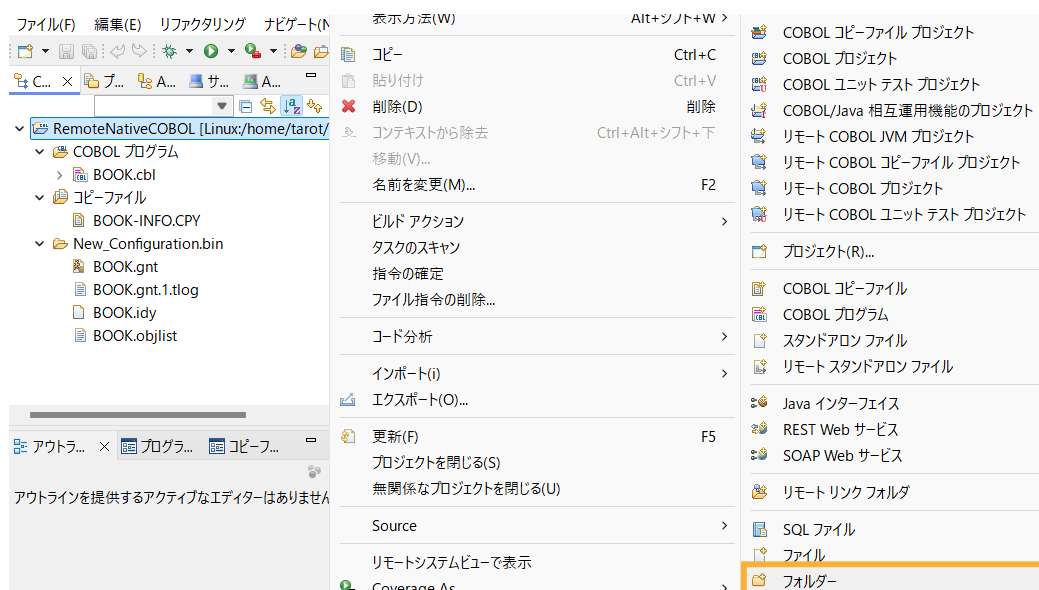 ファイル(F) 編集(E) リファクタリング ナビゲート(N
C...
プ...
A...
サ...
A...
RemoteNativeCOBOL [Linux:/home/tarot/
COBOL プログラム
BOOK.cbl
コピーファイル
BOOK-INFO.CPY
New_Configuration.bin
BOOK.gnt
BOOK.gnt.1.tlog
BOOK.idy
BOOK.objlist
アウトラ... プログラ... コピーフ...
アウトラインを提供するアクティブなエディターはありません
表示方法(W) Alt+シフト+W
コピー Ctrl+C
貼り付け Ctrl+V
削除(D) 削除
コンテキストから除去 Ctrl+Alt+シフト+下
移動(V)...
名前を変更(M)... F2
ビルド アクション
タスクのスキャン
指令の確定
ファイル指令の削除...
コード分析
インポート(i)
エクスポート(O)...
更新(F) F5
プロジェクトを閉じる(S)
無関係なプロジェクトを閉じる(U)
Source
リモートシステムビューで表示
Coverage As
COBOL コピーファイル プロジェクト
COBOL プロジェクト
COBOL ユニット テスト プロジェクト
COBOL/Java 相互運用機能のプロジェクト
リモート COBOL JVM プロジェクト
リモート COBOL コピーファイル プロジェクト
リモート COBOL プロジェクト
リモート COBOL ユニット テスト プロジェクト
プロジェクト(R)...
COBOL コピーファイル
COBOL プログラム
スタンドアロン ファイル
リモート スタンドアロン ファイル
Java インターフェイス
REST Web サービス
SOAP Web サービス
リモート リンク フォルダ
SQL ファイル
ファイル
フォルダー